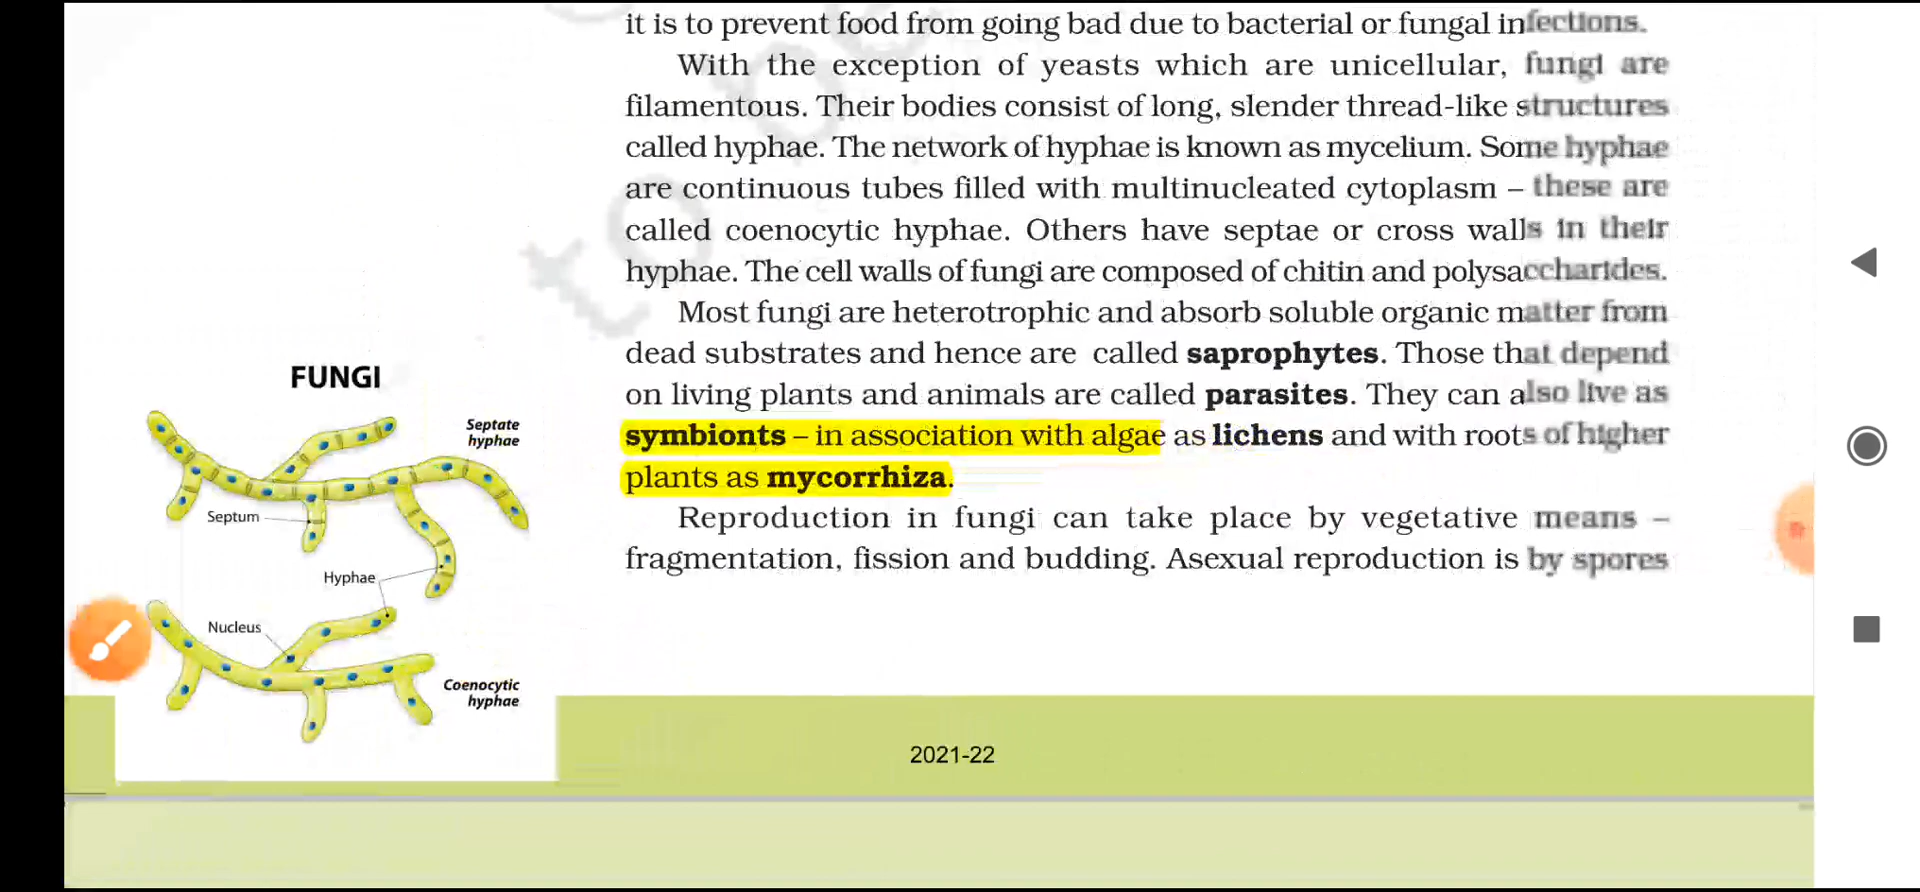 it is to prevent food from going bad due to bacterial or fungal infections.
With the exception of yeasts which are unicellular, fungi are
filamentous. Their bodies consist of long, slender thread-like structures
called hyphae. The network of hyphae is known as mycelium. Some hyphae
are continuous tubes filled with multinucleated cytoplasm – these are
called coenocytic hyphae. Others have septae or cross walls in their
hyphae. The cell walls of fungi are composed of chitin and polysaccharides.
Most fungi are heterotrophic and absorb soluble organic matter from
dead substrates and hence are called saprophytes. Those that depend
on living plants and animals are called parasites. They can also live as
symbionts – in association with algae as lichens and with roots of higher
plants as mycorrhiza.
Reproduction in fungi can take place by vegetative means –
fragmentation, fission and budding. Asexual reproduction is by spores
FUNGI
Septate
hyphae
Septum
Hyphae
Nucleus
Coenocytic
hyphae
2021-22
to